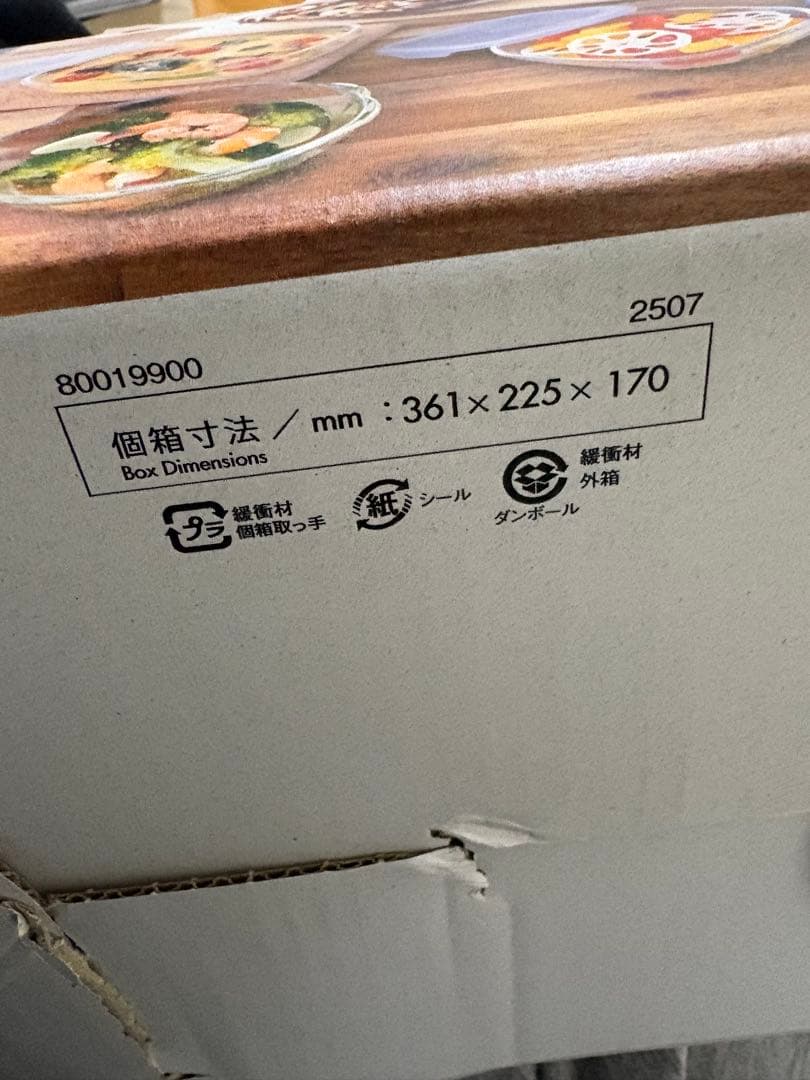 80019900
2507
個箱寸法／mm：361×225×170
Box Dimensions
プラ
緩衝材
個箱取っ手
紙
シール
緩衝材
外箱
ダンボール